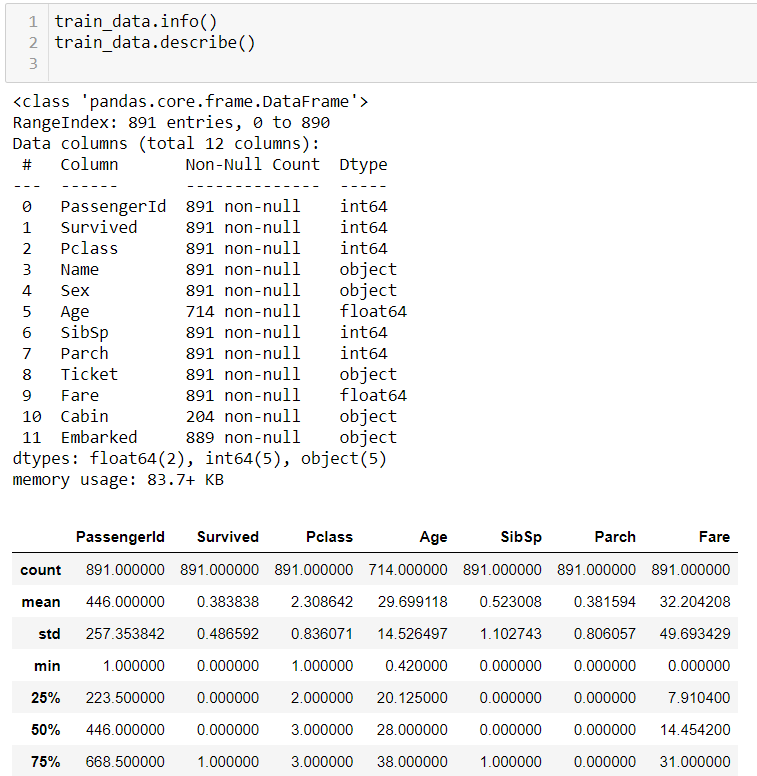 1 train_data.info()
2 train_data.describe()
3
<class 'pandas.core.frame.DataFrame'>
RangeIndex: 891 entries, 0 to 890
Data columns (total 12 columns):
 #   Column       Non-Null Count  Dtype
---  ------       --------------  -----
 0   PassengerId  891 non-null    int64
 1   Survived     891 non-null    int64
 2   Pclass       891 non-null    int64
 3   Name         891 non-null    object
 4   Sex          891 non-null    object
 5   Age          714 non-null    float64
 6   SibSp        891 non-null    int64
 7   Parch        891 non-null    int64
 8   Ticket       891 non-null    object
 9   Fare         891 non-null    float64
 10  Cabin        204 non-null    object
 11  Embarked     889 non-null    object
dtypes: float64(2), int64(5), object(5)
memory usage: 83.7+ KB
PassengerId Survived Pclass Age SibSp Parch Fare
count 891.000000 891.000000 891.000000 714.000000 891.000000 891.000000 891.000000
mean 446.000000 0.383838 2.308642 29.699118 0.523008 0.381594 32.204208
std 257.353842 0.486592 0.836071 14.526497 1.102743 0.806057 49.693429
min 1.000000 0.000000 1.000000 0.420000 0.000000 0.000000 0.000000
25% 223.500000 0.000000 2.000000 20.125000 0.000000 0.000000 7.910400
50% 446.000000 0.000000 3.000000 28.000000 0.000000 0.000000 14.454200
75% 668.500000 1.000000 3.000000 38.000000 1.000000 0.000000 31.000000